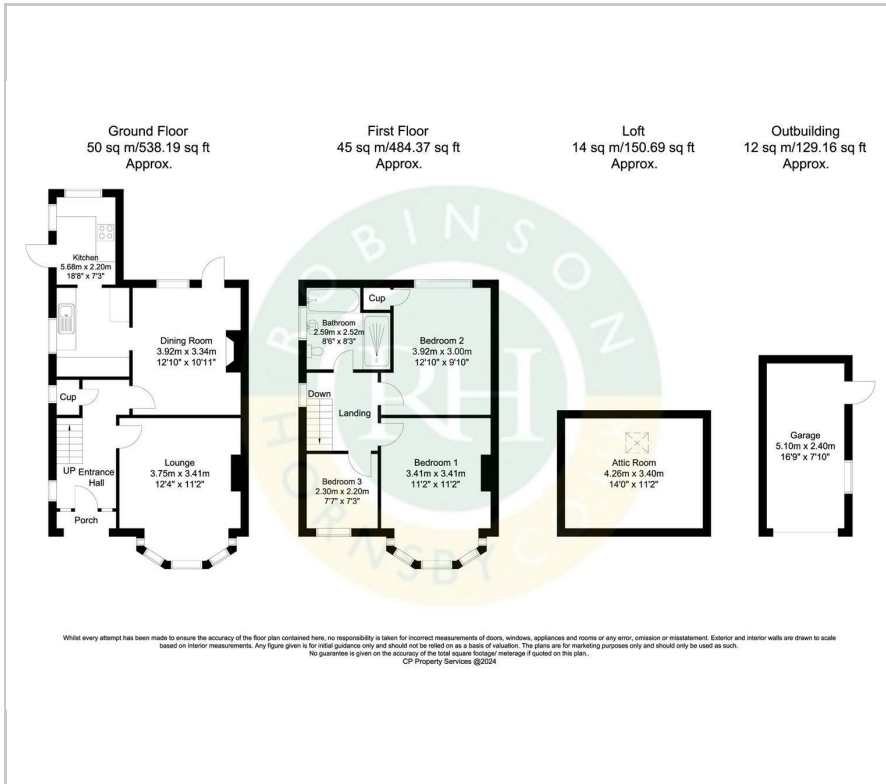 Ground Floor
50 sq m/538.19 sq ft
Approx.
First Floor
45 sq m/484.37 sq ft
Approx.
Loft
14 sq m/150.69 sq ft
Approx.
Outbuilding
12 sq m/129.16 sq ft
Approx.
Kitchen
5.68m x 2.20m
18'8" x 7'3"
Dining Room
3.92m x 3.34m
12'10" x 10'11"
Cup
UP
Entrance
Hall
Lounge
3.75m x 3.41m
12'4" x 11'2"
Porch
Cup
Bathroom
2.59m x 2.52m
8'6" x 8'3"
Bedroom 2
3.92m x 3.00m
12'10" x 9'10"
Down
Landing
Bedroom 1
3.41m x 3.41m
11'2" x 11'2"
Bedroom 3
2.30m x 2.20m
7'7" x 7'3"
Attic Room
4.26m x 3.40m
14'0" x 11'2"
Garage
5.10m x 2.40m
16'9" x 7'10"
ROBINSON
RH
HORNSBY.CO
Whilst every attempt has been made to ensure the accuracy of the floor plan contained here, no responsibility is taken for incorrect measurements of doors, windows, appliances and rooms or any error, omission or misstatement. Exterior and interior walls are drawn to scale
based on interior measurements. Any figure given is for initial guidance only and should not be relied on as a basis of valuation. The plans are for marketing purposes only and should only be used as such.
No guarantee is given on the accuracy of the total square footage/ meterage if quoted on this plan..
CP Property Services @2024